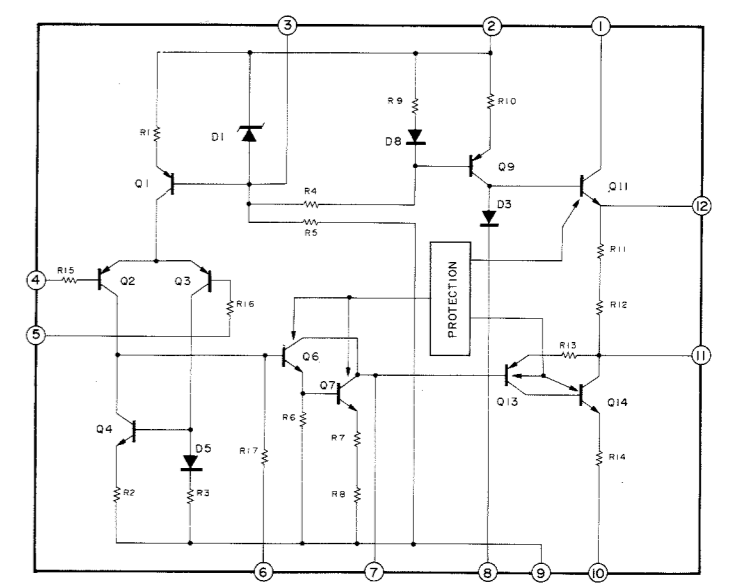 3
2
1
R9
R10
R1
D1
D8
Q9
Q1
Q11
R4
D3
12
R5
R11
4
R15
Q2
Q3
R16
PROTECTION
R12
5
R13
11
Q6
Q7
Q13
Q14
Q4
D5
R6
R7
R17
R14
R2
R3
R8
6
7
8
9
10